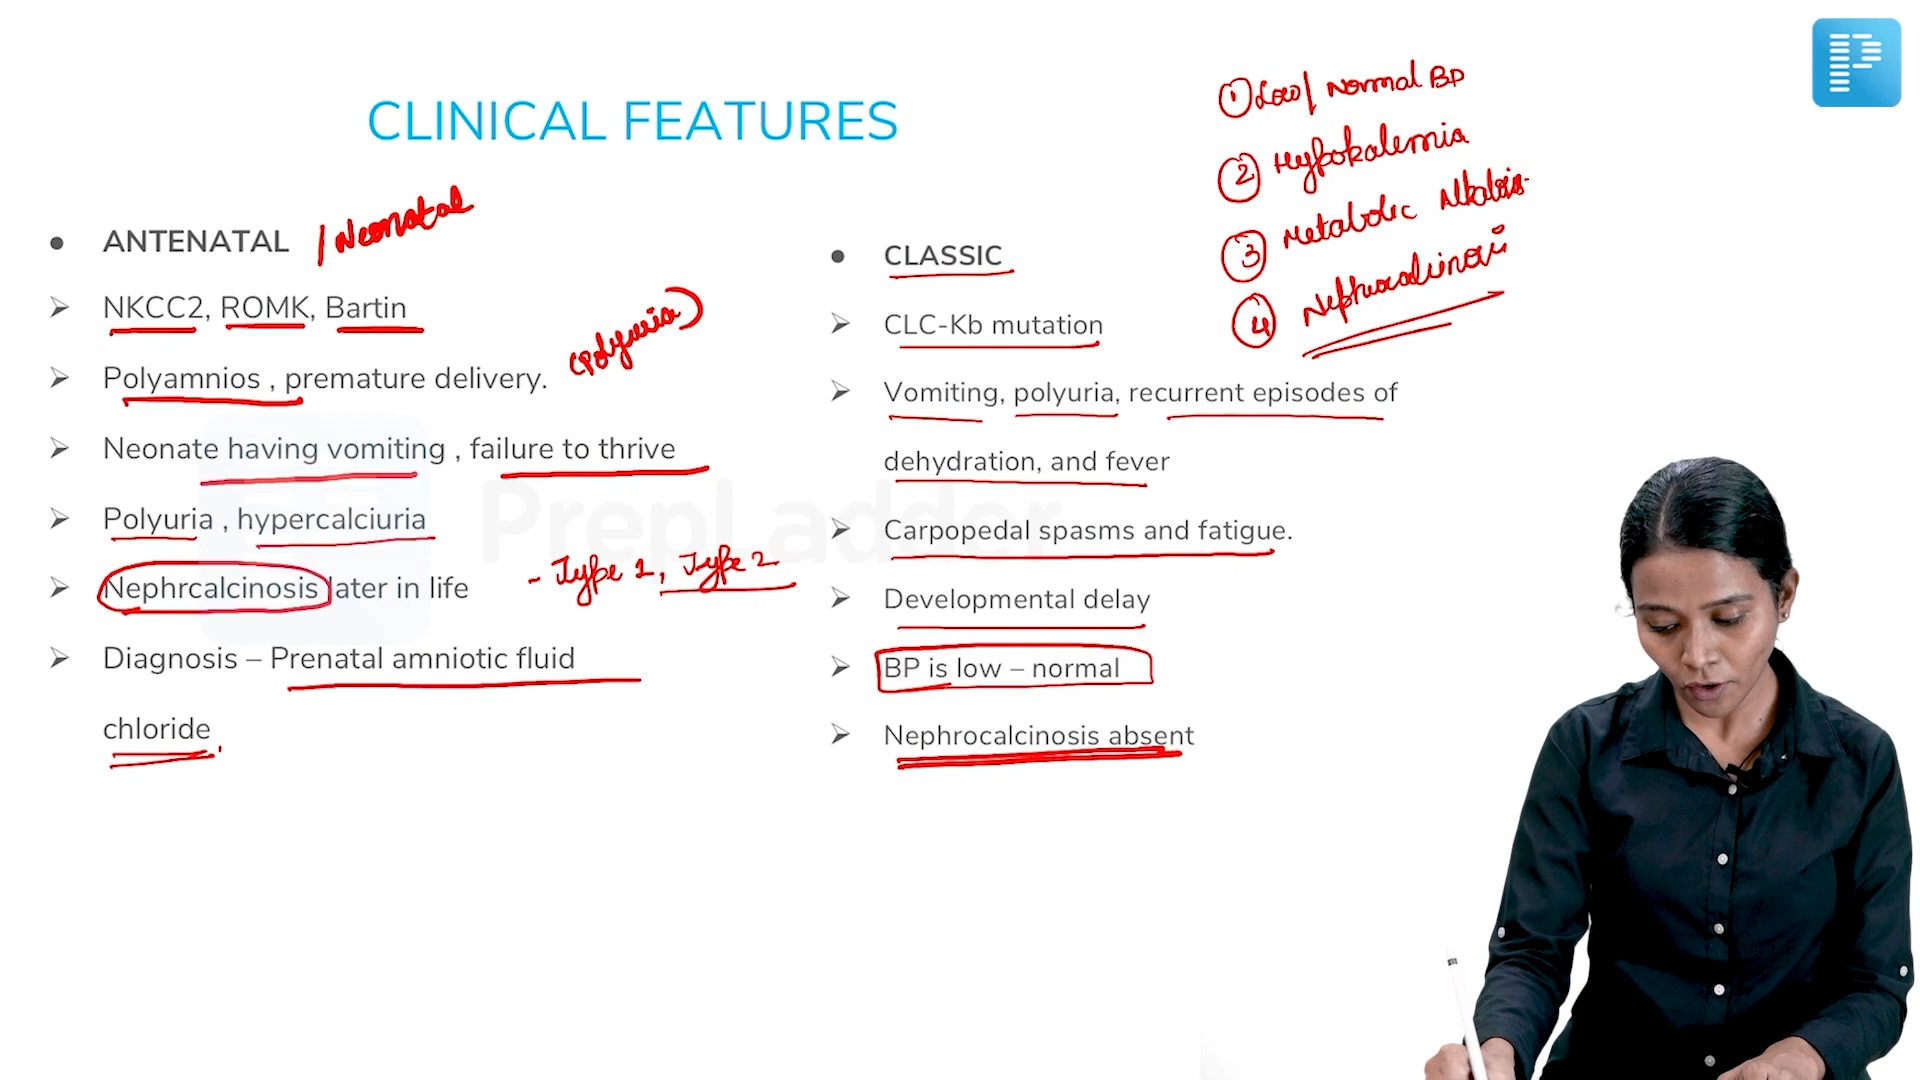 CLINICAL FEATURES
ANTENATAL / Neonatal
NKCC2, ROMK, Bartin
Polyamnios , premature delivery. (Polyuria)
Neonate having vomiting , failure to thrive
Polyuria , hypercalciuria
Nephrcalcinosis later in life - Type 1, Type 2
Diagnosis – Prenatal amniotic fluid
chloride
CLASSIC
CLC-Kb mutation
Vomiting, polyuria, recurrent episodes of
dehydration, and fever
Carpopedal spasms and fatigue.
Developmental delay
BP is low – normal
Nephrocalcinosis absent
① Low/ Normal BP
② Hypokalemia
③ Metabolic Alkalosis
④ Nephrocalcinosis
PrepLadder